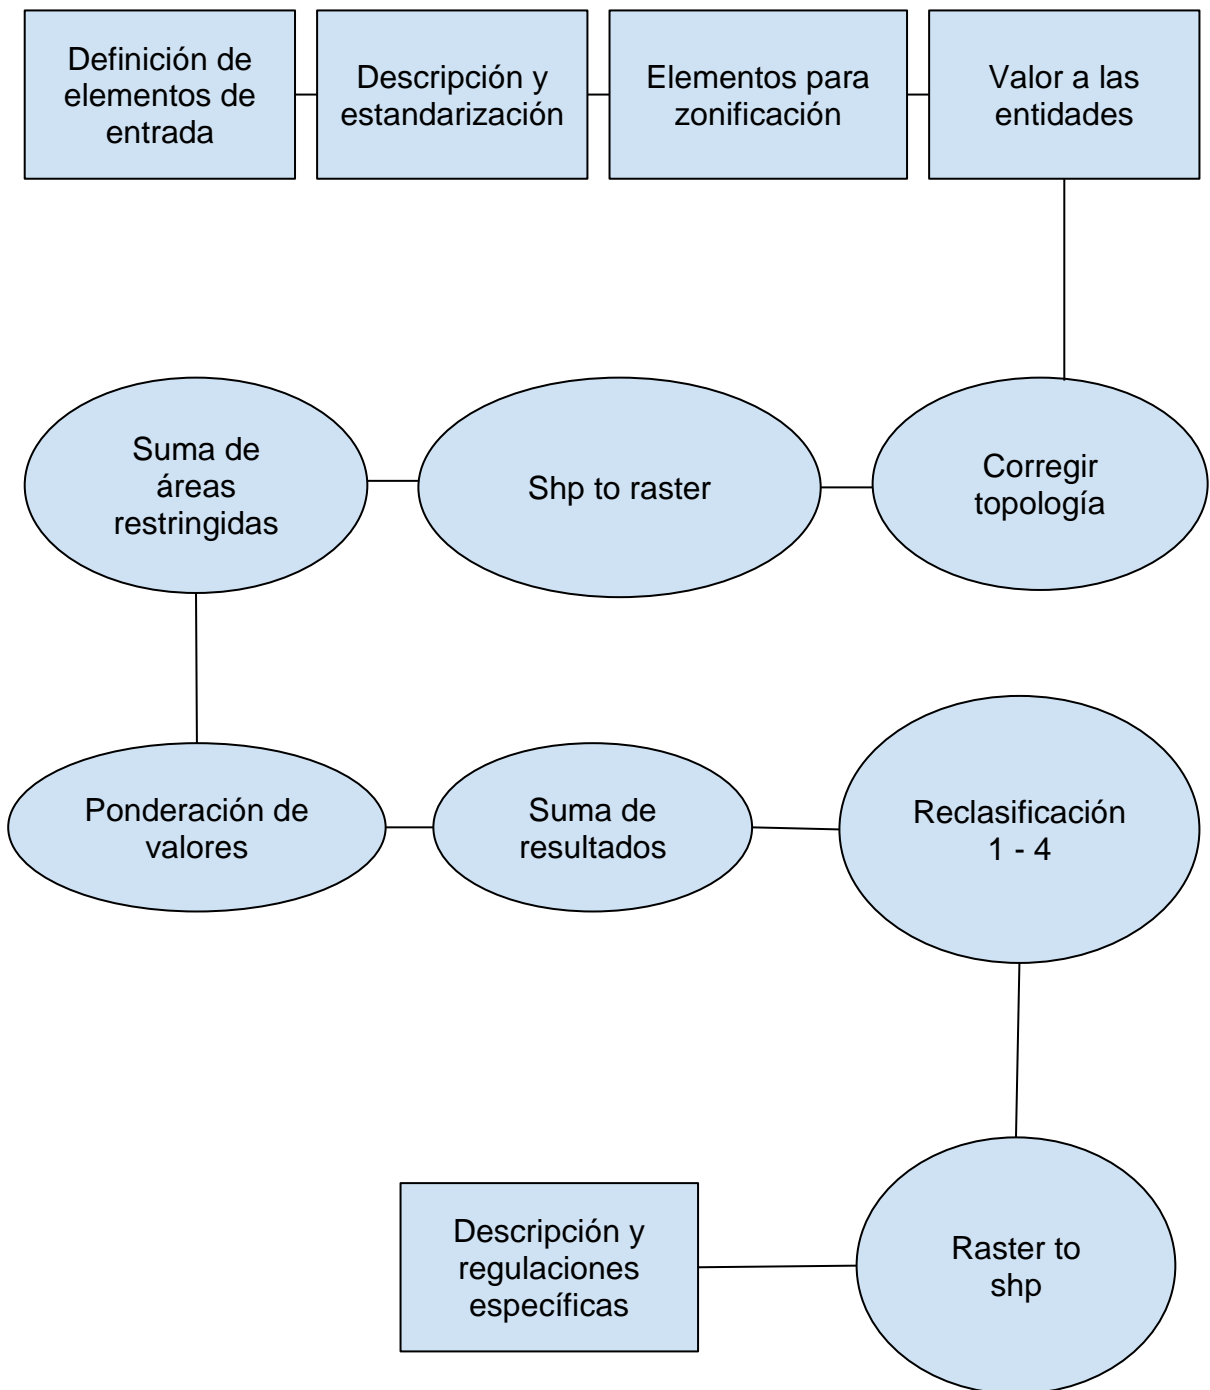 Definición de
elementos de
entrada
Descripción y
estandarización
Elementos para
zonificación
Valor a las
entidades
Corregir
topología
Shp to raster
Suma de
áreas
restringidas
Ponderación de
valores
Suma de
resultados
Reclasificación
1 - 4
Raster to
shp
Descripción y
regulaciones
específicas